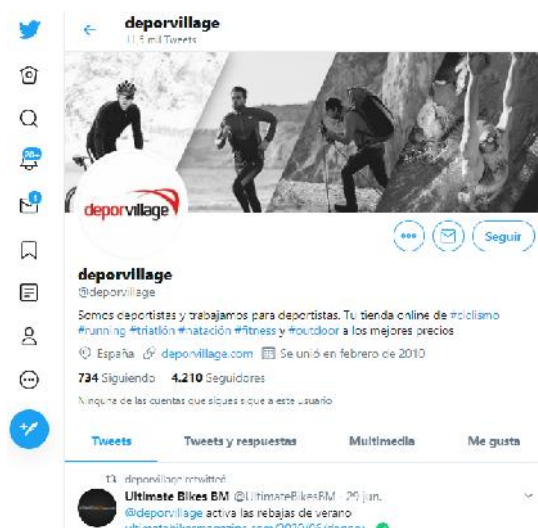 deporvillage
11,5 mil Tweets
20+
1
deporvillage
Seguir
deporvillage
@deporvillage
Somos deportistas y trabajamos para deportistas. Tu tienda online de #ciclismo
#running #triatlón #natación #fitness y #outdoor a los mejores precios
España deporvillage.com Se unió en febrero de 2010
734 Siguiendo 4.210 Seguidores
Ninguna de las cuentas que sigues sigue a este usuario
Tweets Tweets y respuestas Multimedia Me gusta
deporvillage retwitteó
Ultimate Bikes BM @UltimateBikesBM · 29 jun.
@deporvillage activa las rebajas de verano